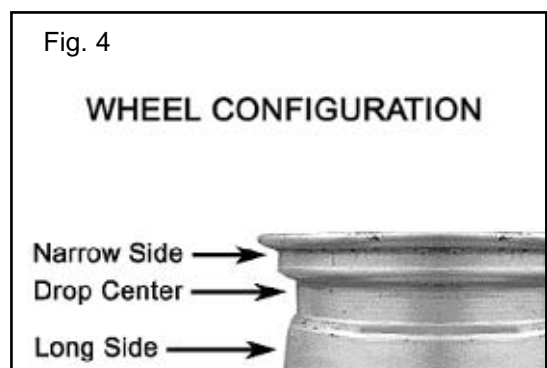 Fig. 4
WHEEL CONFIGURATION
Narrow Side
Drop Center
Long Side